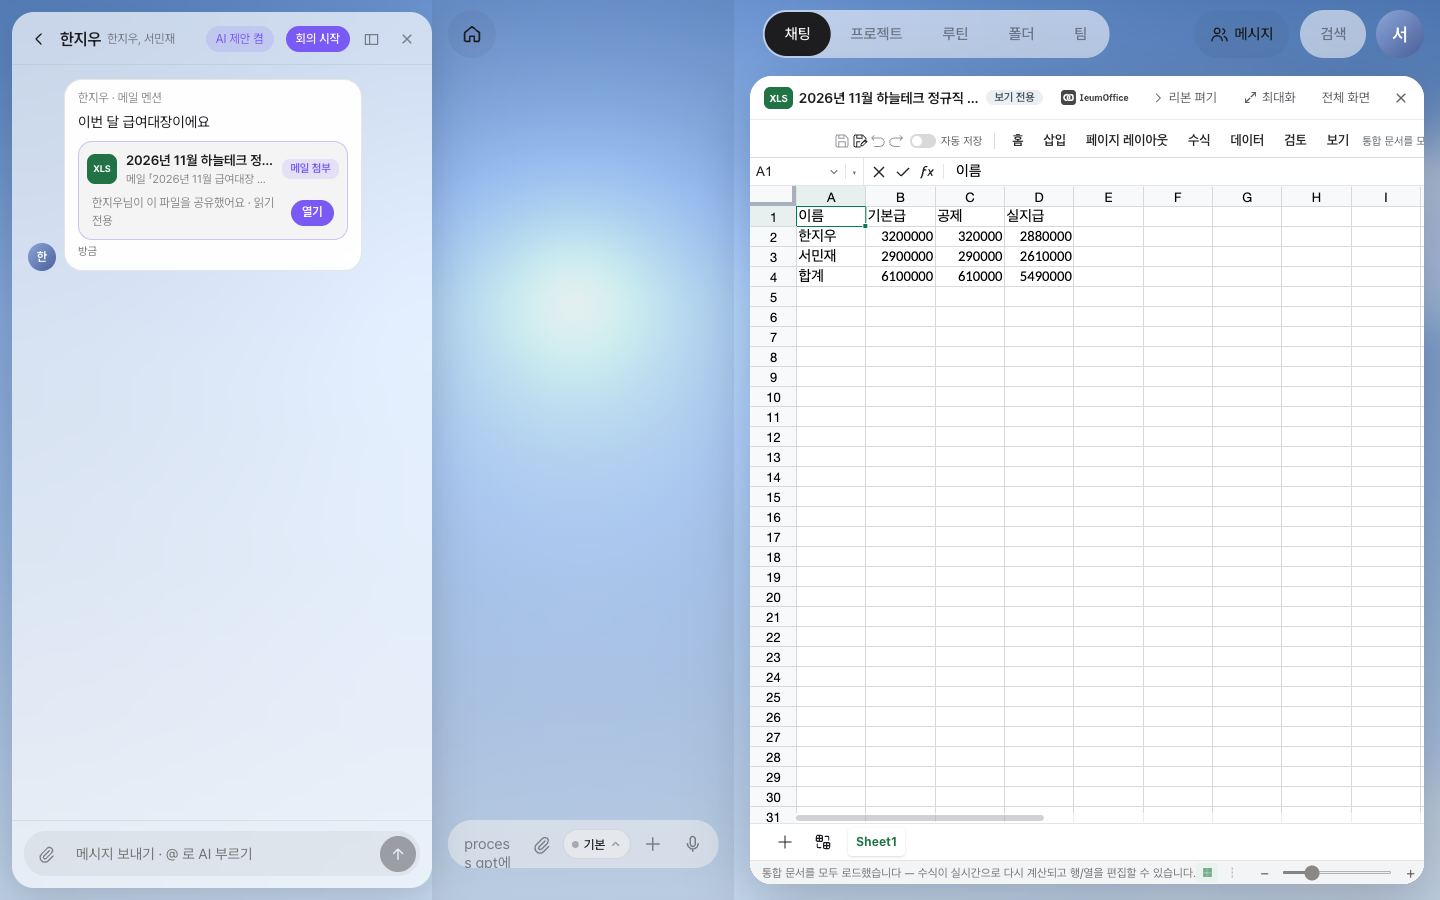 한지우 한지우, 서민재 AI 제안 켬 회의 시작
한지우 · 메일 멘션
이번 달 급여대장이에요
XLS 2026년 11월 하늘테크 정... 메일 첨부
메일 「2026년 11월 급여대장 ...
한지우님이 이 파일을 공유했어요 · 읽기
전용
열기
방금
한
메시지 보내기 · @ 로 AI 부르기
proces
s gpt에
기본
채팅 프로젝트 루틴 폴더 팀 메시지 검색 서
XLS 2026년 11월 하늘테크 정규직 ... 보기 전용 IeumOffice 리본 펴기 최대화 전체 화면
자동 저장 홈 삽입 페이지 레이아웃 수식 데이터 검토 보기 통합 문서를 모
A1 fx 이름
A B C D E F G H I
1 이름 기본급 공제 실지급
2 한지우 3200000 320000 2880000
3 서민재 2900000 290000 2610000
4 합계 6100000 610000 5490000
5
6
7
8
9
10
11
12
13
14
15
16
17
18
19
20
21
22
23
24
25
26
27
28
29
30
31
Sheet1
통합 문서를 모두 로드했습니다 — 수식이 실시간으로 다시 계산되고 행/열을 편집할 수 있습니다.